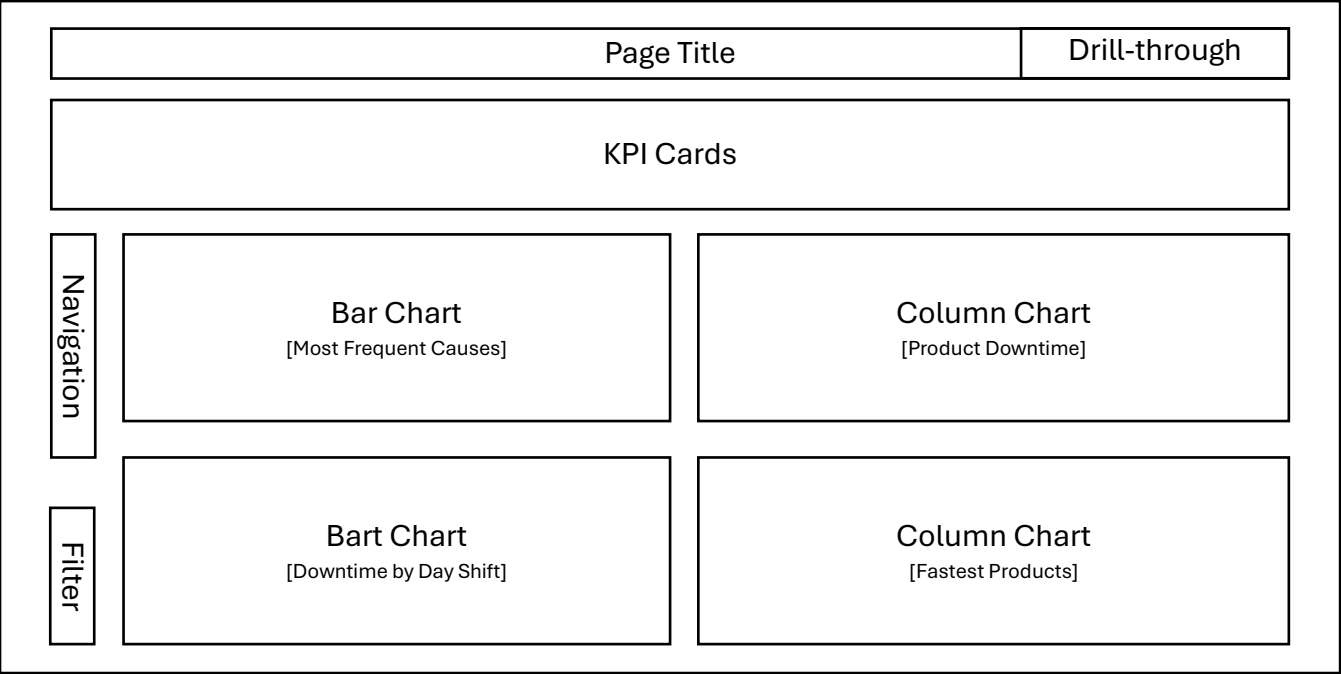 Page Title
Drill-through
KPI Cards
Navigation
Bar Chart
[Most Frequent Causes]
Column Chart
[Product Downtime]
Filter
Bart Chart
[Downtime by Day Shift]
Column Chart
[Fastest Products]